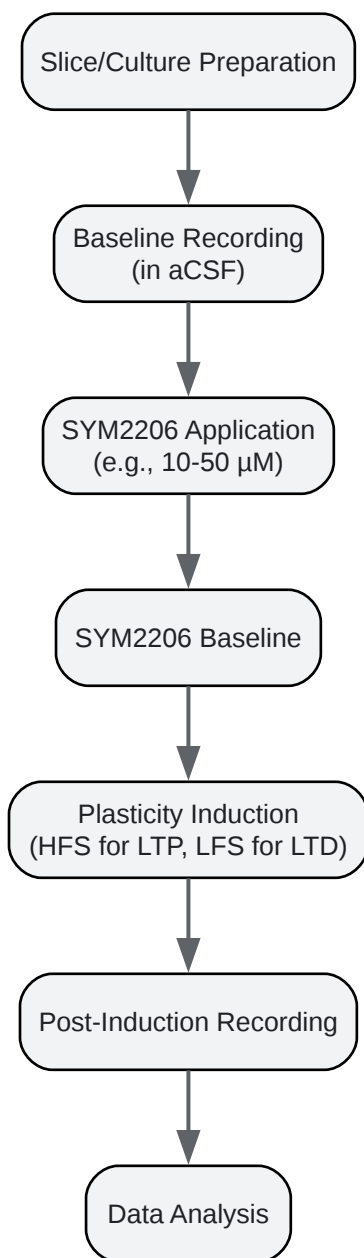 Slice/Culture Preparation
Baseline Recording
(in aCSF)
SYM2206 Application
(e.g., 10-50 µM)
SYM2206 Baseline
Plasticity Induction
(HFS for LTP, LFS for LTD)
Post-Induction Recording
Data Analysis